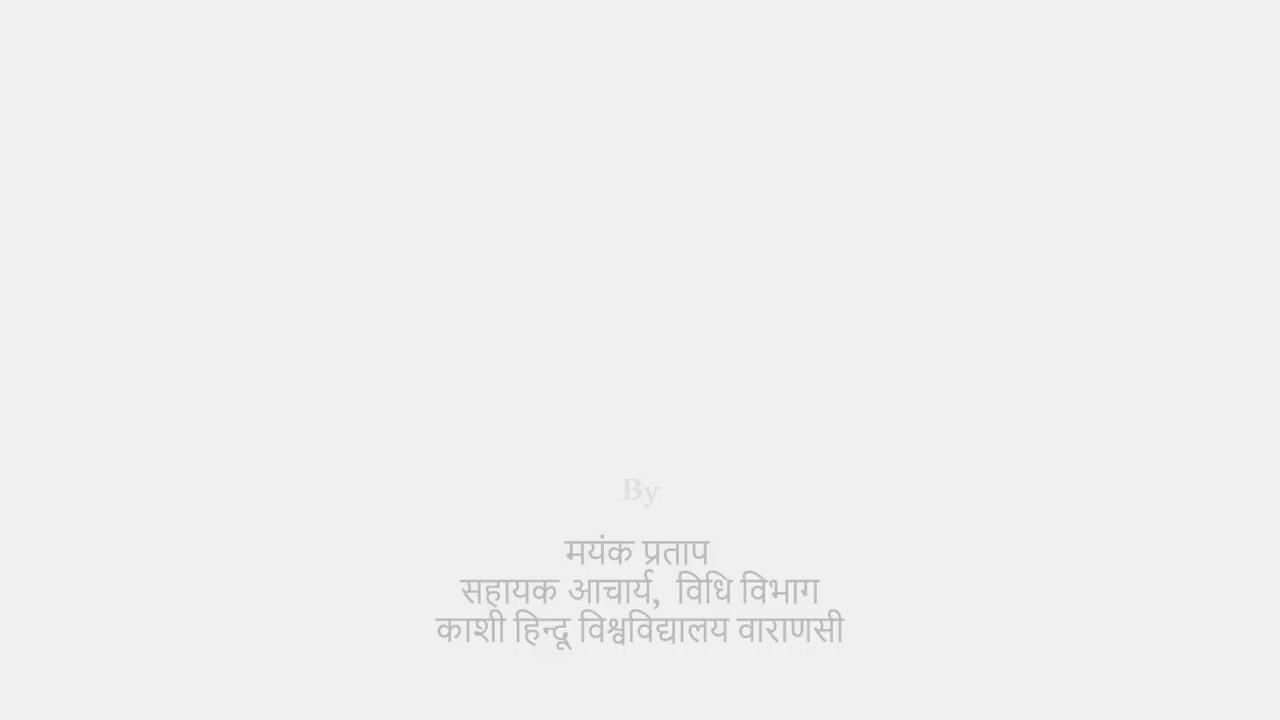 By
मयंक प्रताप
सहायक आचार्य,  विधि विभाग
काशी हिन्दू विश्वविद्यालय वाराणसी